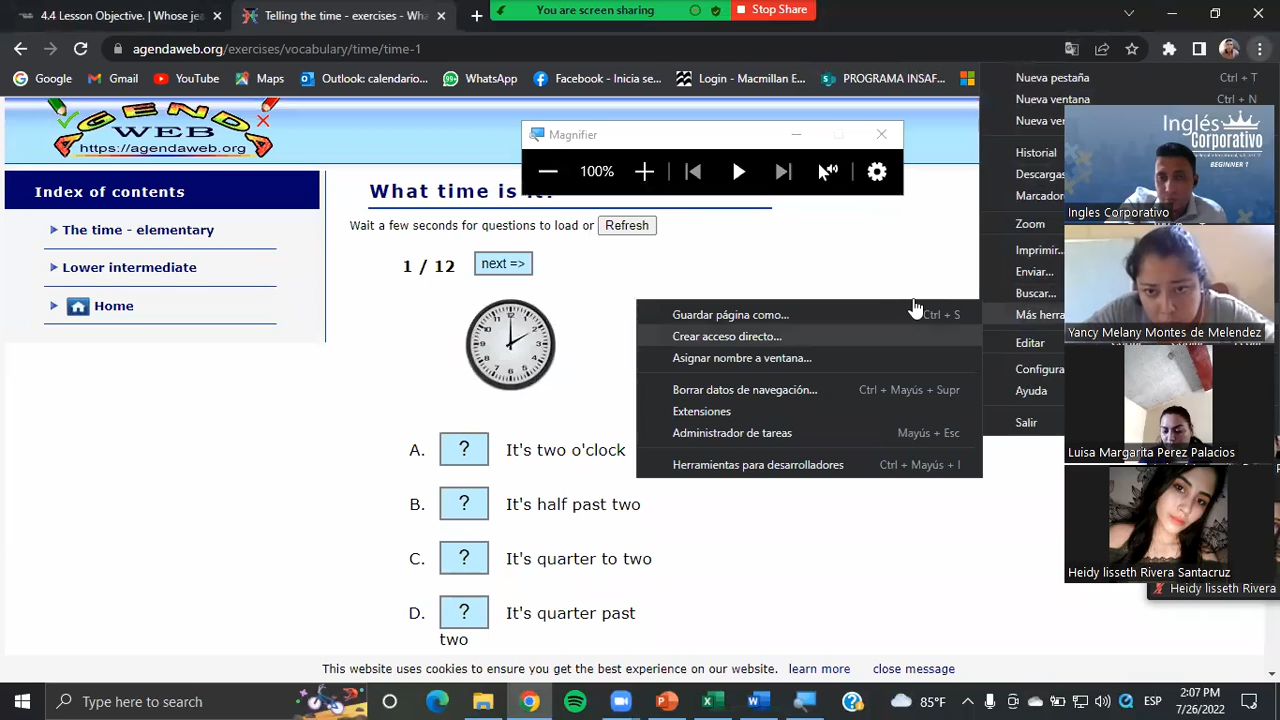 4.4 Lesson Objective. | Whose je
Telling the time - exercises - Wh
You are screen sharing
Stop Share
agendaweb.org/exercises/vocabulary/time/time-1
Google
Gmail
YouTube
Maps
Outlook: calendario...
99+
WhatsApp
Facebook - Inicia se...
Login - Macmillan E...
PROGRAMA INSAF...
Nueva pestaña Ctrl + T
Nueva ventana Ctrl + N
Nueva ve
Historial
Descargas
Marcador
Zoom
Imprimir...
Enviar...
Buscar...
Más herra
Editar
Configura
Ayuda
Salir
AGENDA
WEB
https://agendaweb.org
Magnifier
100%
Index of contents
The time - elementary
Lower intermediate
Home
What time is it?
Wait a few seconds for questions to load or Refresh
1 / 12 next =>
Guardar página como... Ctrl + S
Crear acceso directo...
Asignar nombre a ventana...
Borrar datos de navegación... Ctrl + Mayús + Supr
Extensiones
Administrador de tareas Mayús + Esc
Herramientas para desarrolladores Ctrl + Mayús + I
A. ? It's two o'clock
B. ? It's half past two
C. ? It's quarter to two
D. ? It's quarter past
two
This website uses cookies to ensure you get the best experience on our website. learn more close message
Inglés
Corporativo
BEGINNER 1
Ingles Corporativo
Yancy Melany Montes de Melendez
Luisa Margarita Perez Palacios
Heidy lisseth Rivera Santacruz
Heidy lisseth Rivera
Type here to search
85°F
ESP
2:07 PM
7/26/2022